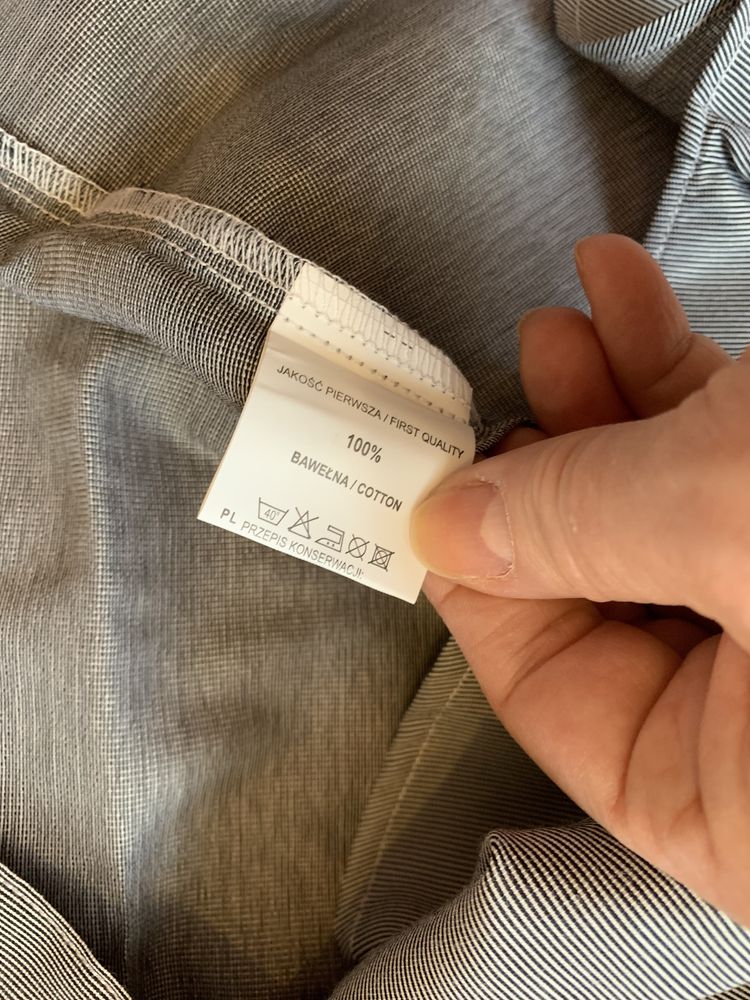 JAKOŚĆ PIERWSZA / FIRST QUALITY
100%
BAWEŁNA / COTTON
40°
PL PRZEPIS KONSERWACJI: